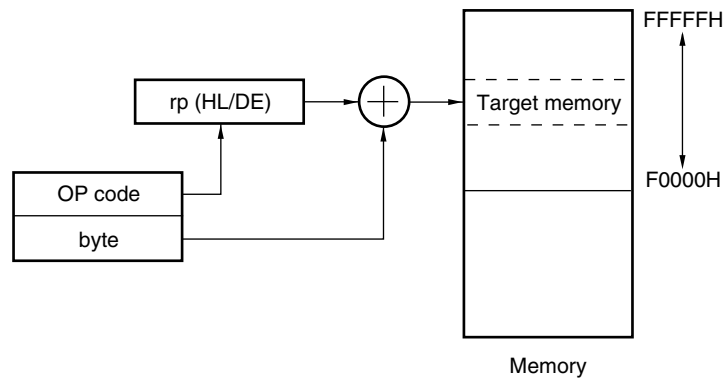 FFFFFH
rp (HL/DE)
Target memory
OP code
F0000H
byte
Memory